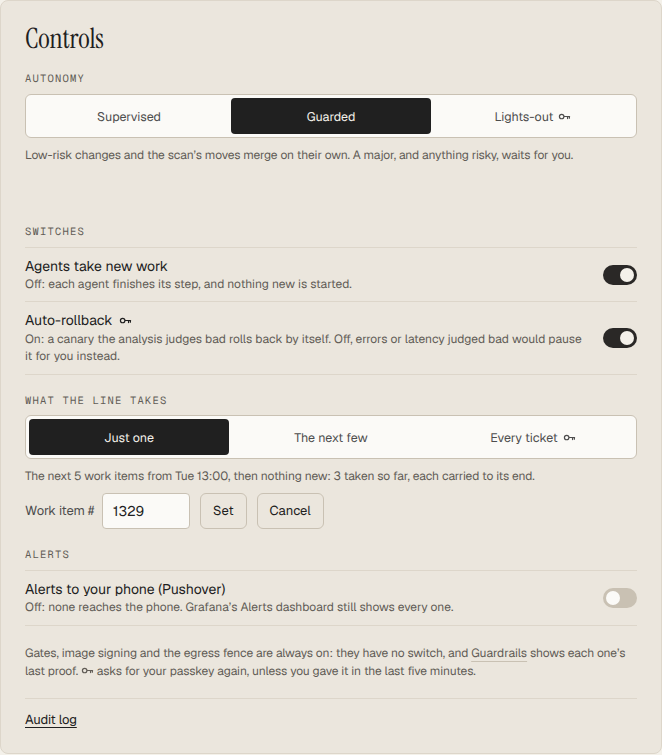 Controls
AUTONOMY
Supervised
Guarded
Lights-out
Low-risk changes and the scan's moves merge on their own. A major, and anything risky, waits for you.
SWITCHES
Agents take new work
Off: each agent finishes its step, and nothing new is started.
Auto-rollback
On: a canary the analysis judges bad rolls back by itself. Off, errors or latency judged bad would pause
it for you instead.
WHAT THE LINE TAKES
Just one
The next few
Every ticket
The next 5 work items from Tue 13:00, then nothing new: 3 taken so far, each carried to its end.
Work item # 1329 Set Cancel
ALERTS
Alerts to your phone (Pushover)
Off: none reaches the phone. Grafana's Alerts dashboard still shows every one.
Gates, image signing and the egress fence are always on: they have no switch, and Guardrails shows each one's
last proof. asks for your passkey again, unless you gave it in the last five minutes.
Audit log